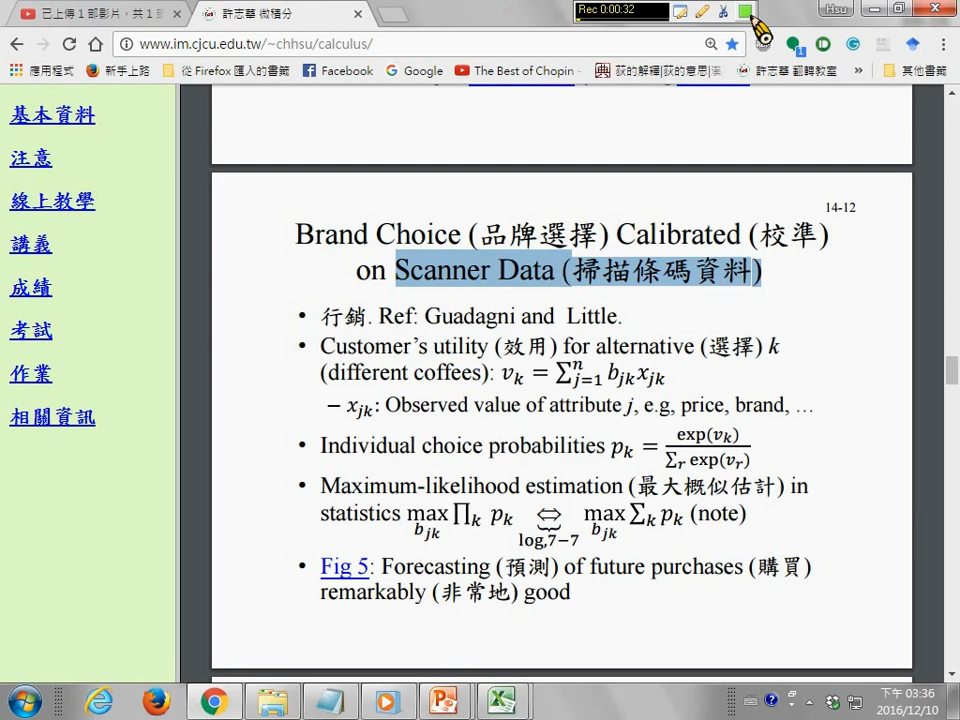 已上傳 1 部影片，共 1 部
許志華 微積分
Rec 0:00:32
Hsu
www.im.cjcu.edu.tw/~chhsu/calculus/
應用程式
新手上路
從 Firefox 匯入的書籤
Facebook
Google
The Best of Chopin -
荻的解釋|荻的意思|漢
許志華 翻轉教室
»
其他書籤
基本資料
注意
線上教學
講義
成績
考試
作業
相關資訊
14-12
Brand Choice (品牌選擇) Calibrated (校準)
on Scanner Data (掃描條碼資料)
• 行銷. Ref: Guadagni and Little.
• Customer's utility (效用) for alternative (選擇) k
(different coffees): v_k = ∑_{j=1}^{n} b_{jk} x_{jk}
– x_{jk}: Observed value of attribute j, e.g, price, brand, …
• Individual choice probabilities p_k = exp(v_k) / ∑_r exp(v_r)
• Maximum-likelihood estimation (最大概似估計) in
statistics max_{b_{jk}} ∏_k p_k ⇔_{log,7−7} max_{b_{jk}} ∑_k p_k (note)
• Fig 5: Forecasting (預測) of future purchases (購買)
remarkably (非常地) good
下午 03:36
2016/12/10